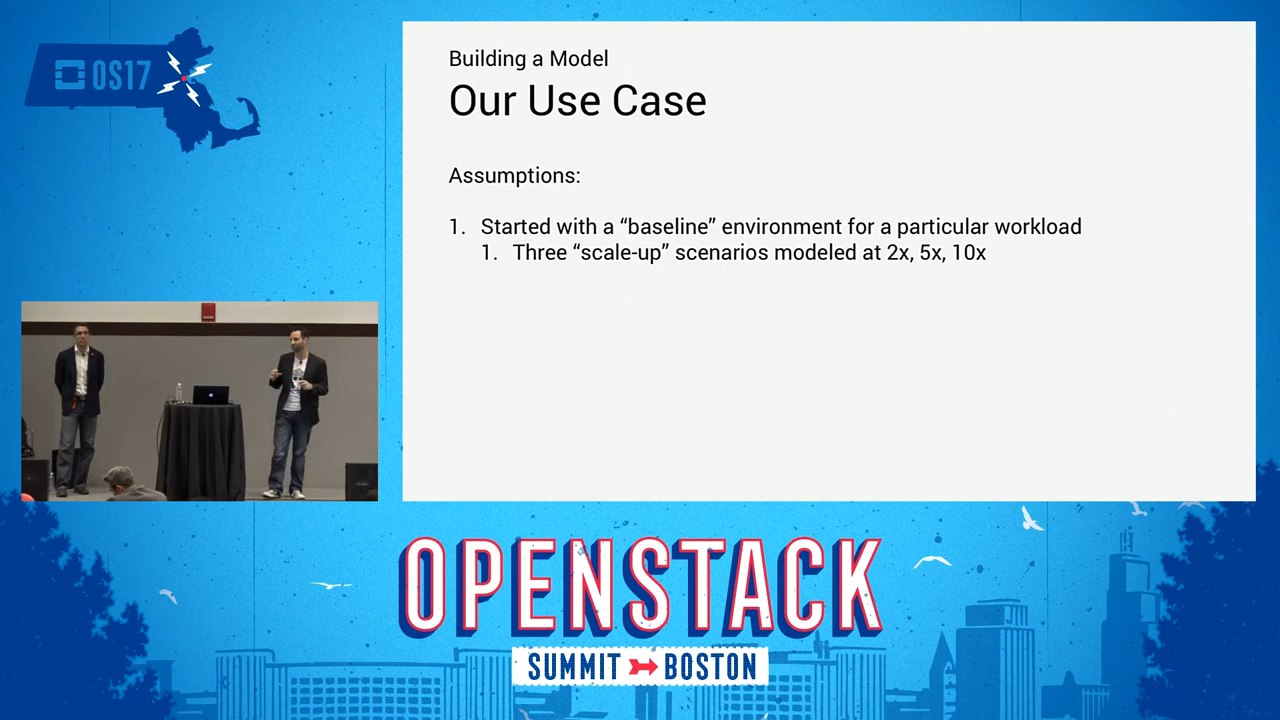 OS17
Building a Model
Our Use Case
Assumptions:
1. Started with a “baseline” environment for a particular workload
1. Three “scale-up” scenarios modeled at 2x, 5x, 10x
OPENSTACK
SUMMIT BOSTON